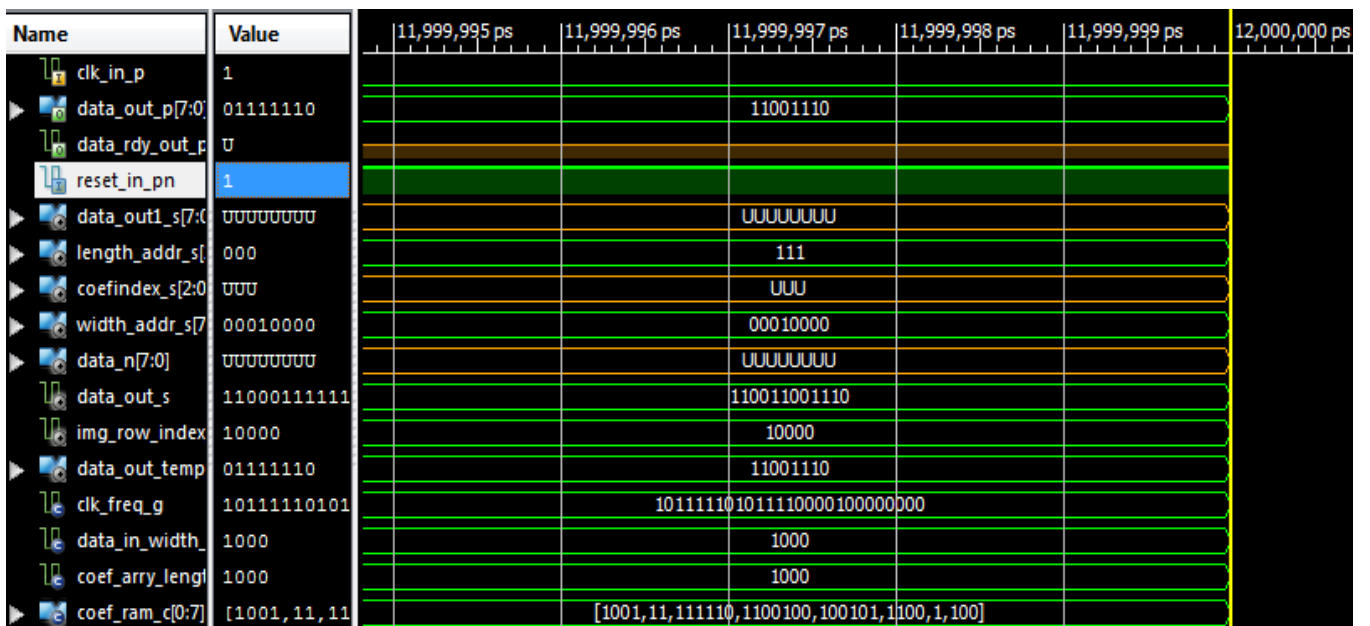 Name Value 11,999,995 ps 11,999,996 ps 11,999,997 ps 11,999,998 ps 11,999,999 ps 12,000,000 ps
clk_in_p 1
data_out_p[7:0] 01111110 11001110
data_rdy_out_p U
reset_in_pn 1
data_out1_s[7:0 UUUUUUUU UUUUUUUU
length_addr_s[ 000 111
coefindex_s[2:0 UUU UUU
width_addr_s[7 00010000 00010000
data_n[7:0] UUUUUUUU UUUUUUUU
data_out_s 11000111111 110011001110
img_row_index 10000 10000
data_out_temp 01111110 11001110
clk_freq_g 10111110101 1011111010111110000100000000
data_in_width_ 1000 1000
coef_arry_lengt 1000 1000
coef_ram_c[0:7] [1001,11,11 [1001,11,111110,1100100,100101,1100,1,100]